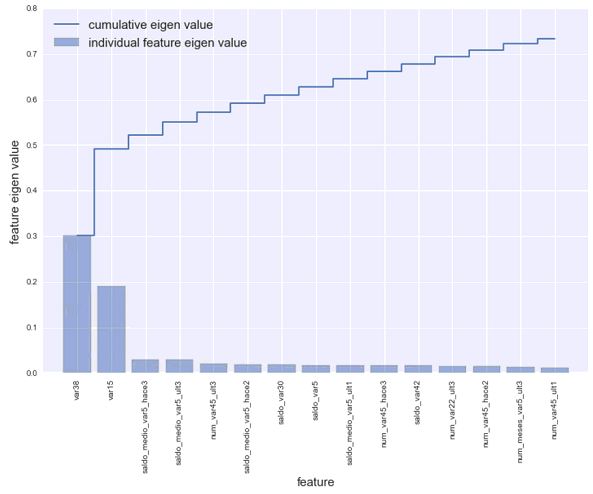 0.8
0.7
0.6
0.5
0.4
0.3
0.2
0.1
0.0
feature eigen value
cumulative eigen value
individual feature eigen value
var38
var15
saldo_medio_var5_hace3
saldo_medio_var5_ult3
num_var45_ult3
saldo_medio_var5_hace2
saldo_var30
saldo_var5
saldo_medio_var5_ult1
num_var45_hace3
saldo_var42
num_var22_ult3
num_var45_hace2
num_meses_var5_ult3
num_var45_ult1
feature